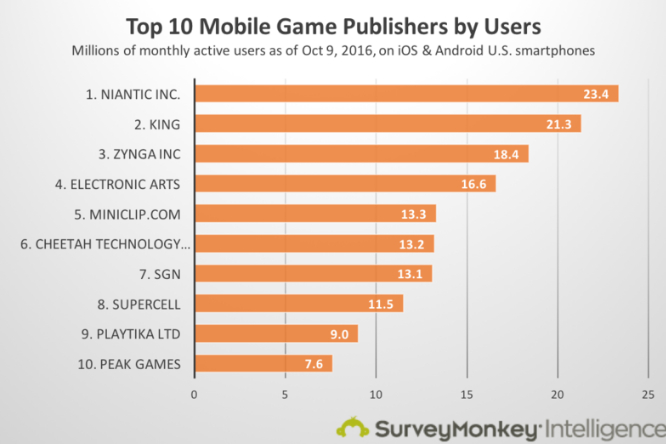 Top 10 Mobile Game Publishers by Users
Millions of monthly active users as of Oct 9, 2016, on iOS & Android U.S. smartphones
1. NIANTIC INC. 23.4
2. KING 21.3
3. ZYNGA INC 18.4
4. ELECTRONIC ARTS 16.6
5. MINICLIP.COM 13.3
6. CHEETAH TECHNOLOGY... 13.2
7. SGN 13.1
8. SUPERCELL 11.5
9. PLAYTIKA LTD 9.0
10. PEAK GAMES 7.6
0 5 10 15 20 25
SurveyMonkey Intelligence